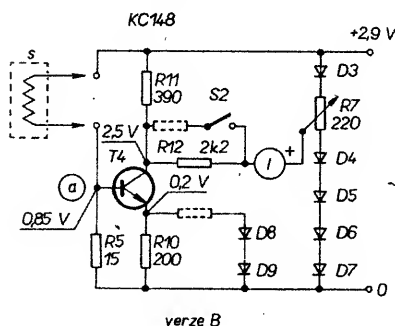 KC148
s
+2,9 V
R11
390
D3
S2
R7
220
2,5 V
R12
2k2
I
+
T4
D4
a
0,2 V
D5
0,85 V
R5
15
R10
200
D8
D6
D9
D7
0
verze B